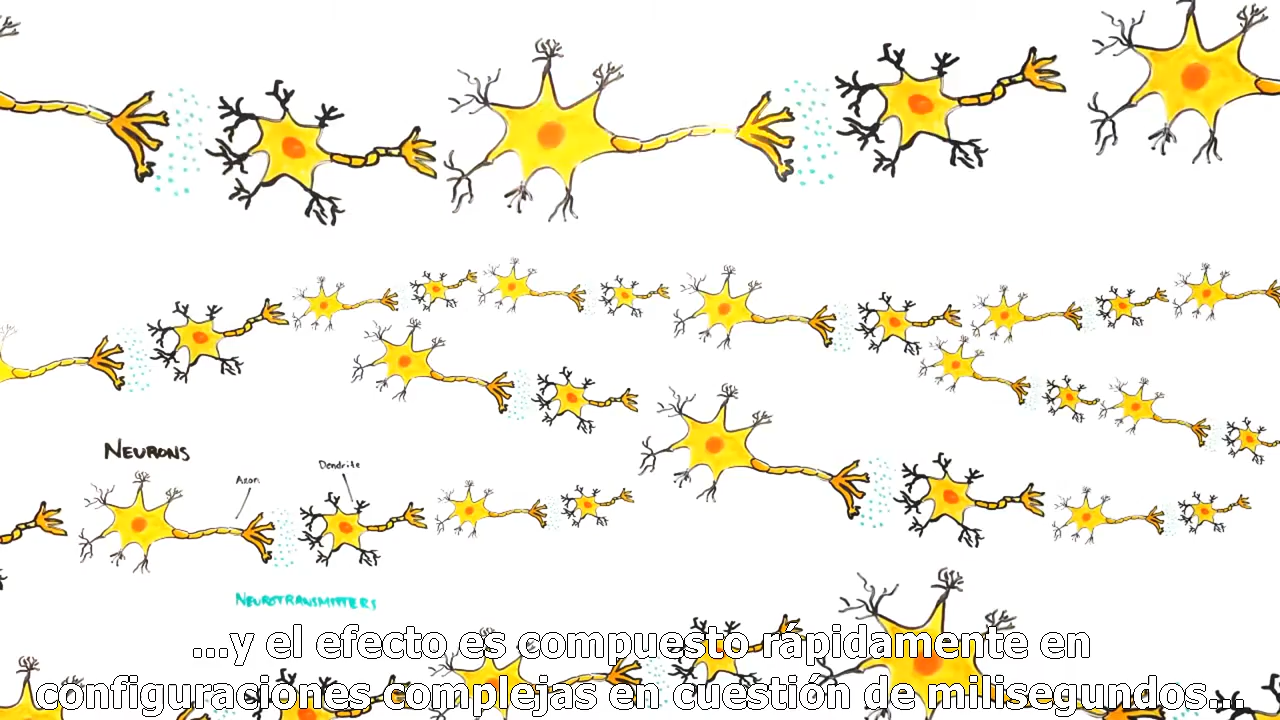 NEURONS
Axon
Dendrite
NEUROTRANSMITTERS
...y el efecto es compuesto rápidamente en
configuraciones complejas en cuestión de milisegundos...